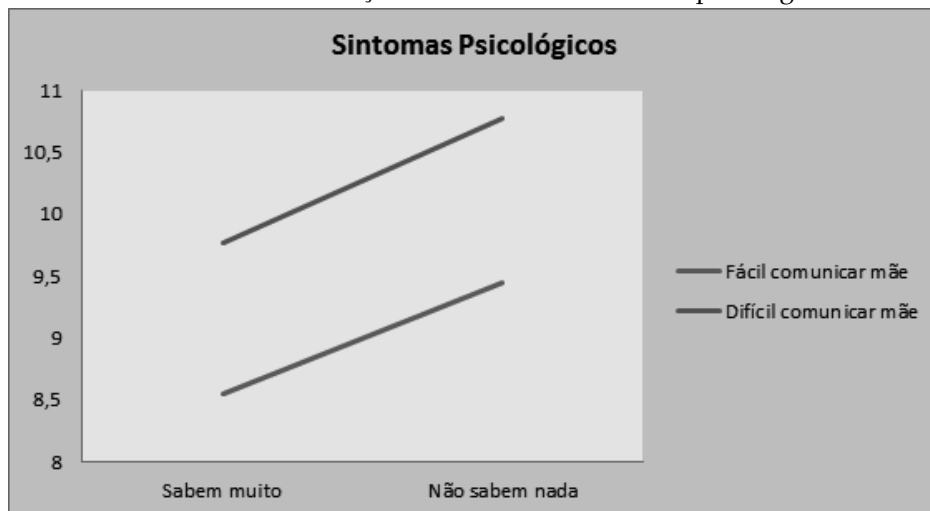 Sintomas Psicológicos
11
10,5
10
9,5
9
8,5
8
Sabem muito Não sabem nada
Fácil comunicar mãe
Difícil comunicar mãe